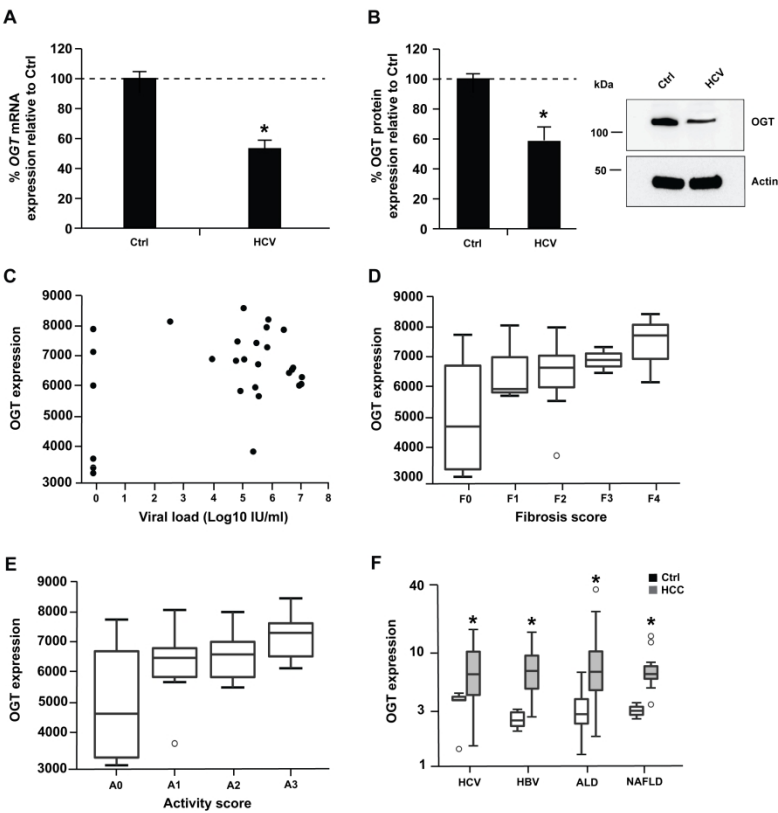 A
% OGT mRNA
expression relative to Ctrl
120
100
80
60
40
20
0
*
Ctrl
HCV
B
% OGT protein
expression relative to Ctrl
120
100
80
60
40
20
0
*
Ctrl
HCV
kDa
Ctrl
HCV
100
OGT
50
Actin
C
OGT expression
9000
8000
7000
6000
5000
4000
3000
0 1 2 3 4 5 6 7 8
Viral load (Log10 IU/ml)
D
OGT expression
9000
8000
7000
6000
5000
4000
3000
F0 F1 F2 F3 F4
Fibrosis score
E
OGT expression
9000
8000
7000
6000
5000
4000
3000
A0 A1 A2 A3
Activity score
F
Ctrl
HCC
OGT expression
40
10
3
1
* * * *
HCV HBV ALD NAFLD